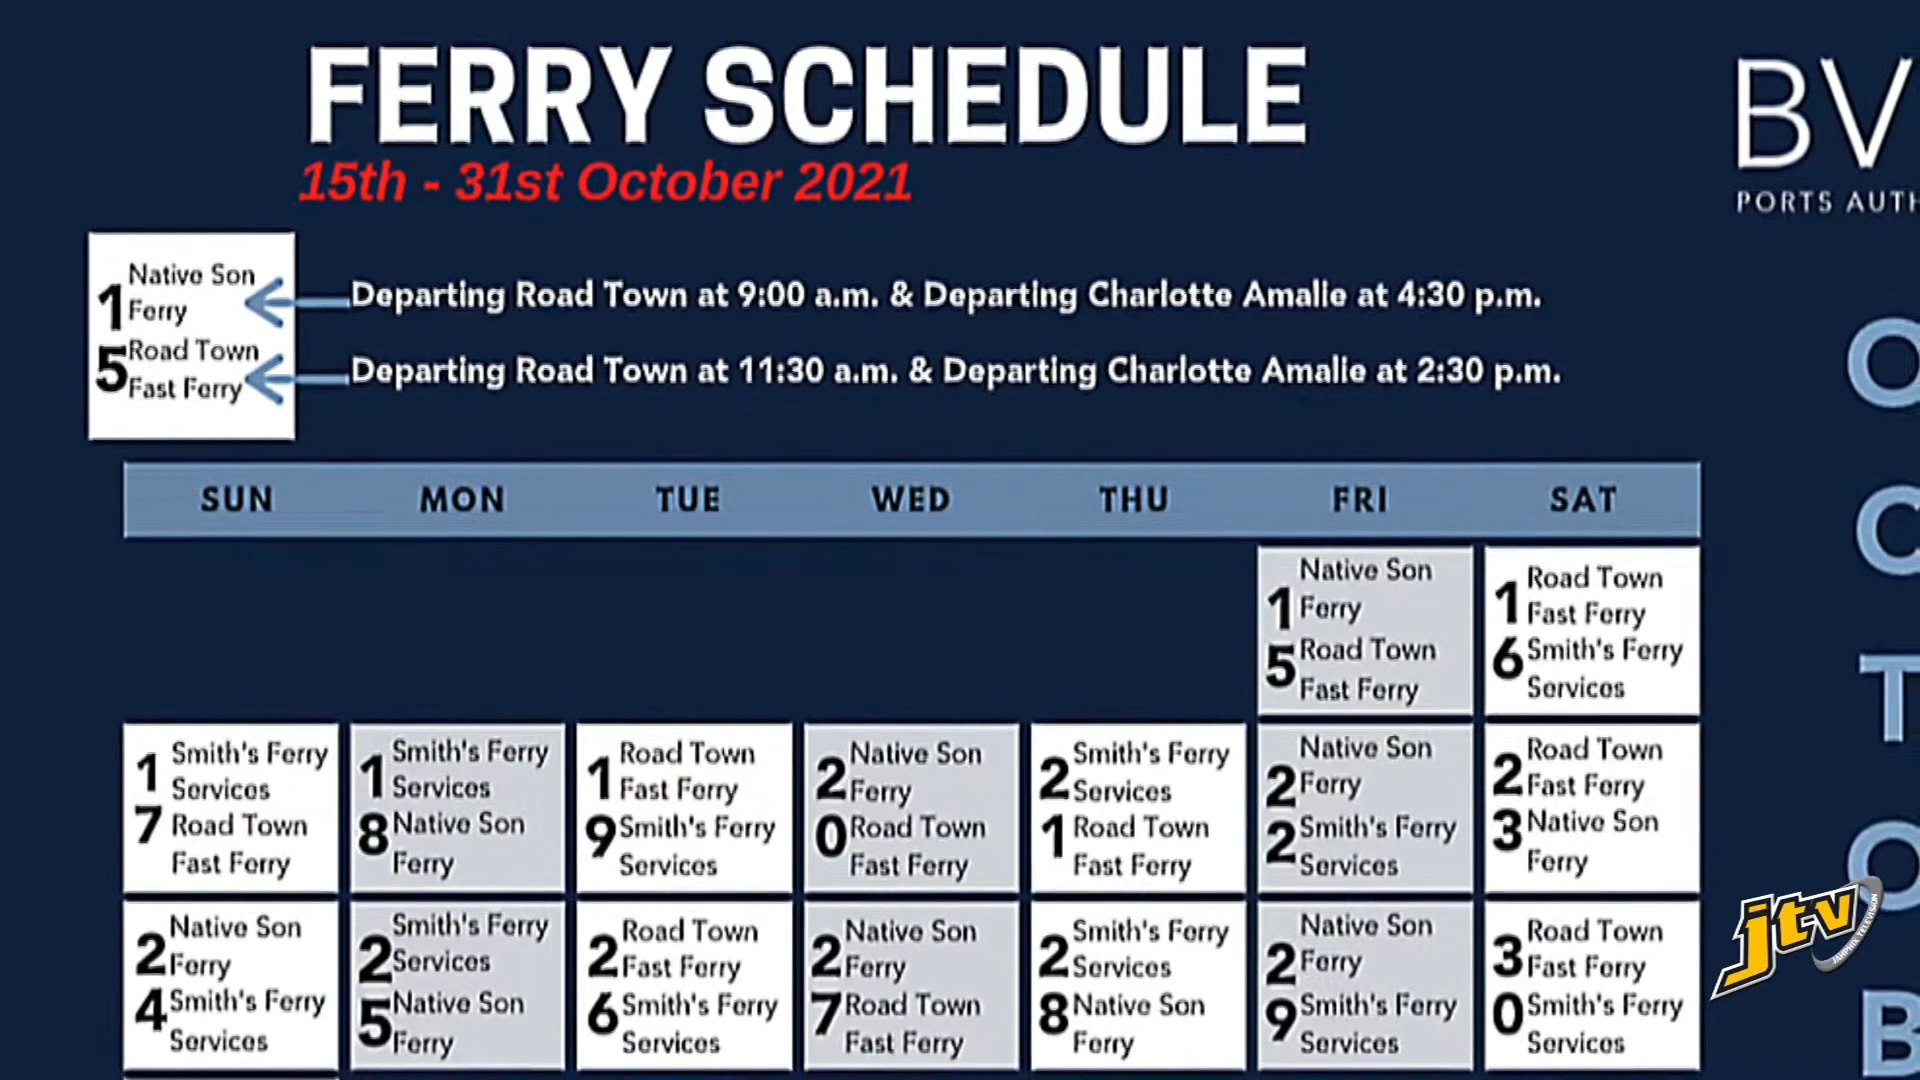 FERRY SCHEDULE
15th - 31st October 2021
BV
PORTS AUTH
Native Son
1 Ferry
5 Road Town
Fast Ferry
Departing Road Town at 9:00 a.m. & Departing Charlotte Amalie at 4:30 p.m.
Departing Road Town at 11:30 a.m. & Departing Charlotte Amalie at 2:30 p.m.
SUN MON TUE WED THU FRI SAT
15
Native Son
Ferry
Road Town
Fast Ferry
16
Road Town
Fast Ferry
Smith's Ferry
Services
17
Smith's Ferry
Services
Road Town
Fast Ferry
18
Smith's Ferry
Services
Native Son
Ferry
19
Road Town
Fast Ferry
Smith's Ferry
Services
20
Native Son
Ferry
Road Town
Fast Ferry
21
Smith's Ferry
Services
Road Town
Fast Ferry
22
Native Son
Ferry
Smith's Ferry
Services
23
Road Town
Fast Ferry
Native Son
Ferry
24
Native Son
Ferry
Smith's Ferry
Services
25
Smith's Ferry
Services
Native Son
Ferry
26
Road Town
Fast Ferry
Smith's Ferry
Services
27
Native Son
Ferry
Road Town
Fast Ferry
28
Smith's Ferry
Services
Native Son
Ferry
29
Native Son
Ferry
Smith's Ferry
Services
30
Road Town
Fast Ferry
Smith's Ferry
Services
O
C
T
O
B
jtv
JAHPHIX TELEVISION